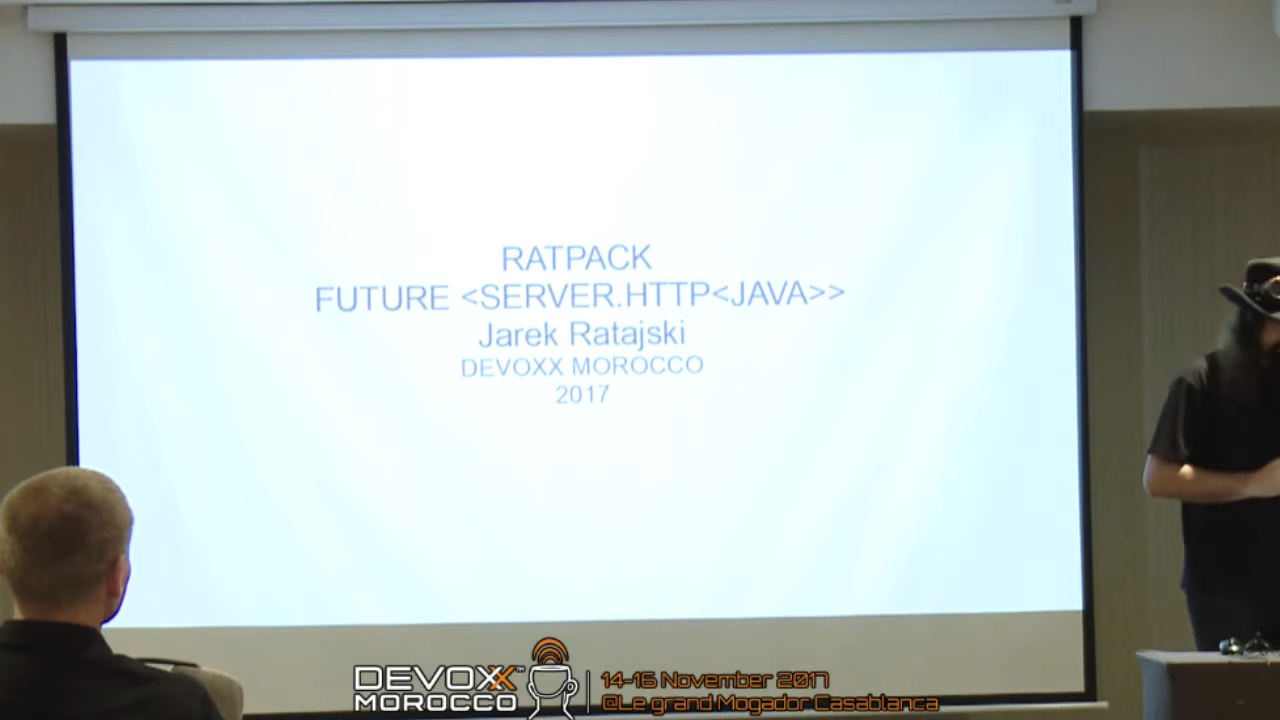 RATPACK
FUTURE <SERVER.HTTP<JAVA>>
Jarek Ratajski
DEVOXX MOROCCO
2017
DEVOXX™
MOROCCO
14-16 November 2017
@Le grand Mogador Casablanca